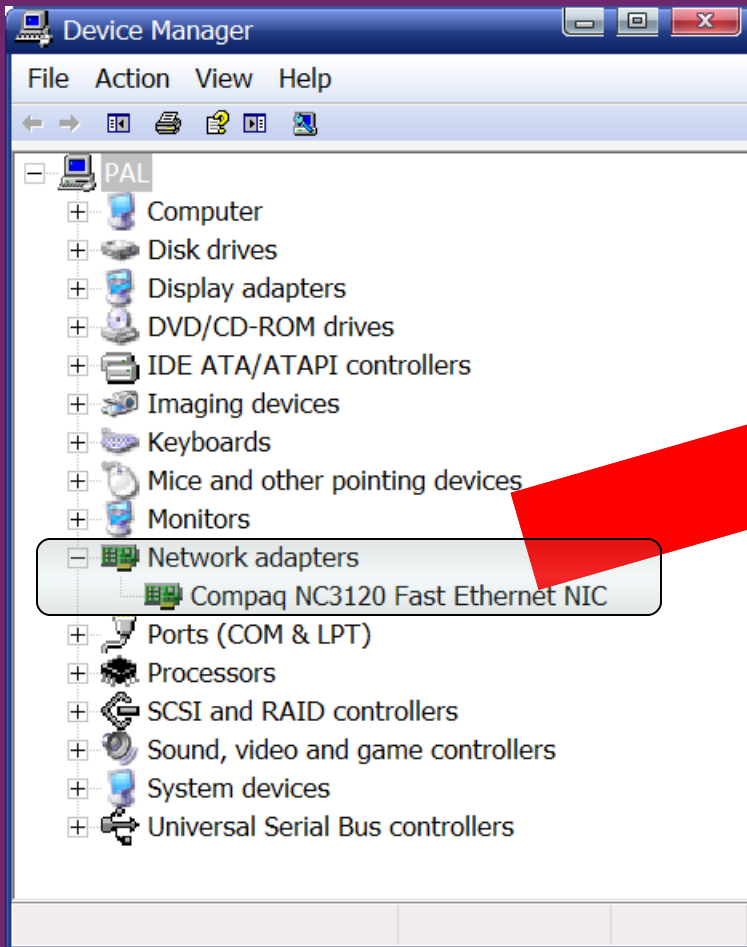 Device Manager
File Action View Help
PAL
Computer
Disk drives
Display adapters
DVD/CD-ROM drives
IDE ATA/ATAPI controllers
Imaging devices
Keyboards
Mice and other pointing devices
Monitors
Network adapters
Compaq NC3120 Fast Ethernet NIC
Ports (COM & LPT)
Processors
SCSI and RAID controllers
Sound, video and game controllers
System devices
Universal Serial Bus controllers